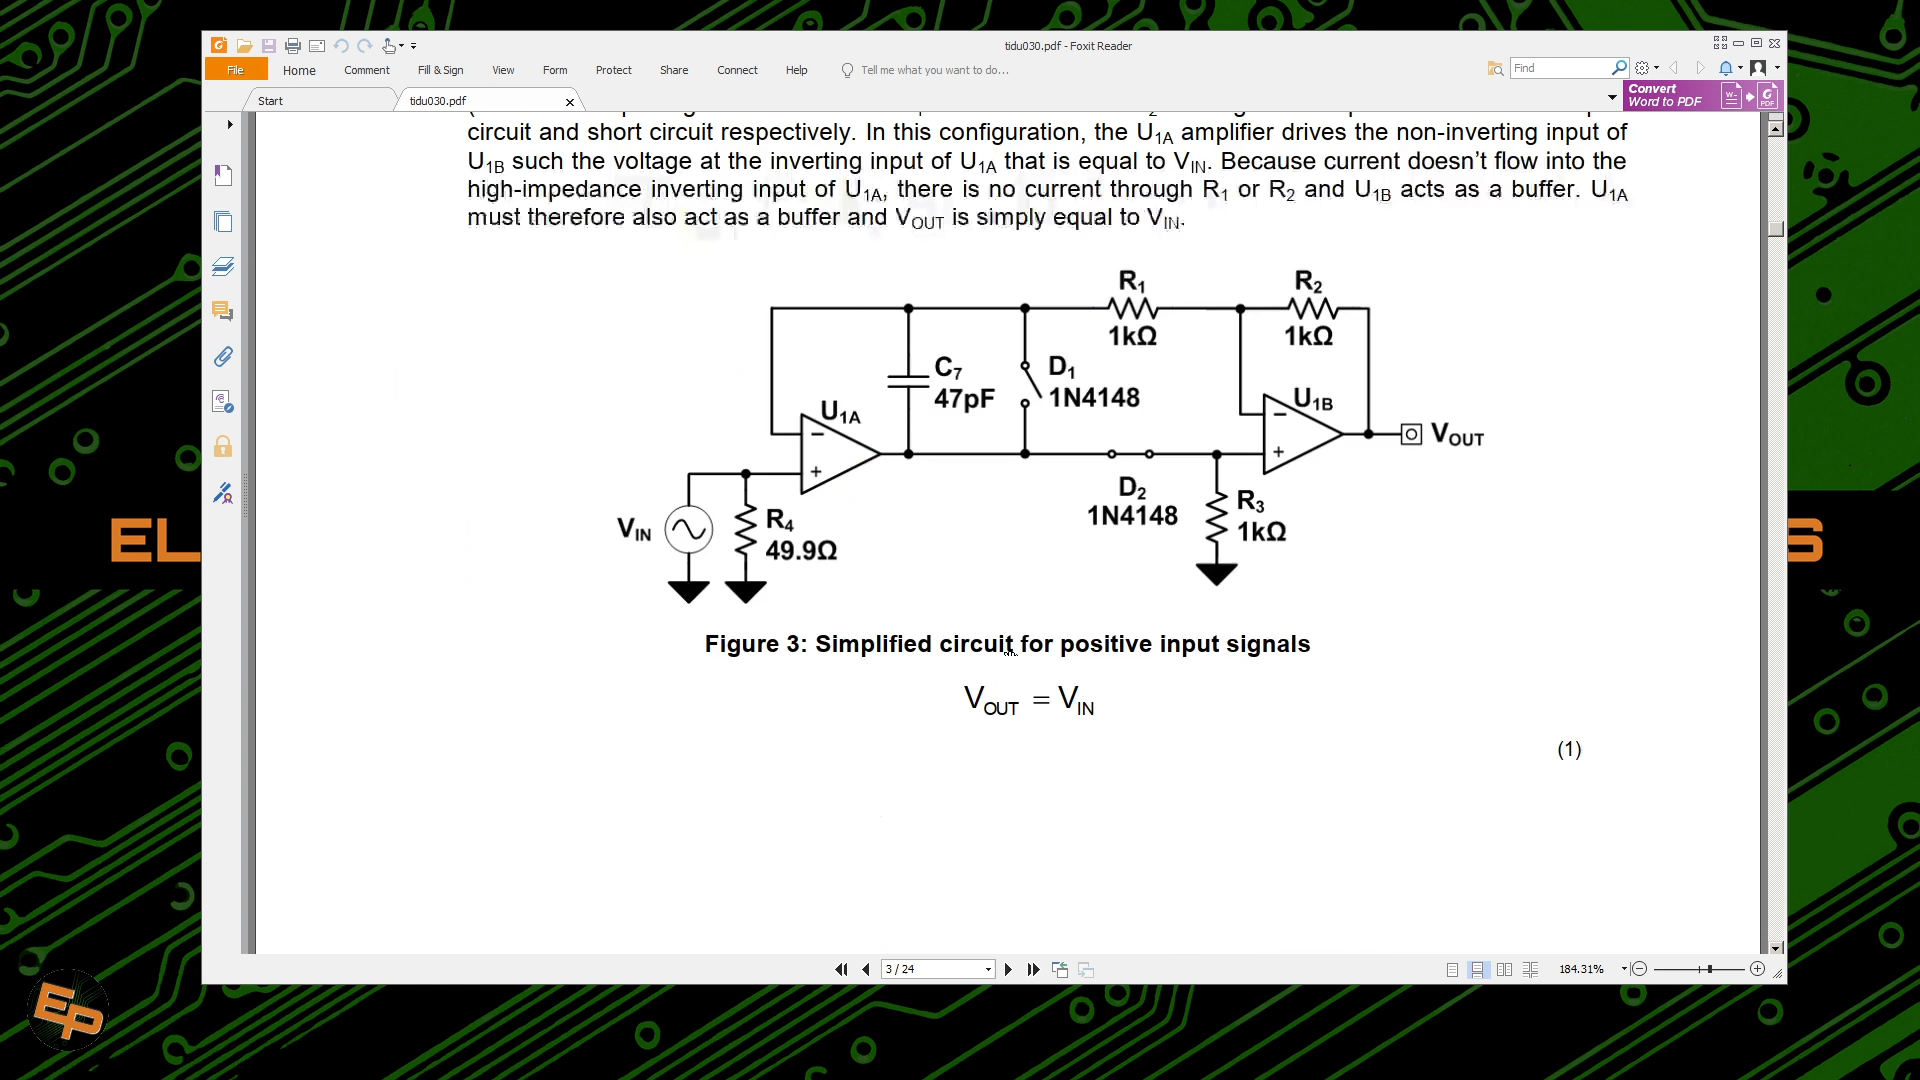 tidu030.pdf - Foxit Reader
File Home Comment Fill & Sign View Form Protect Share Connect Help Tell me what you want to do... Find
Start tidu030.pdf
Convert
Word to PDF
circuit and short circuit respectively. In this configuration, the U1A amplifier drives the non-inverting input of
U1B such the voltage at the inverting input of U1A that is equal to VIN. Because current doesn't flow into the
high-impedance inverting input of U1A, there is no current through R1 or R2 and U1B acts as a buffer. U1A
must therefore also act as a buffer and VOUT is simply equal to VIN.
R1 R2
1kΩ 1kΩ
C7 D1
47pF 1N4148
U1A U1B
VOUT
D2
1N4148
R3
1kΩ
VIN R4
49.9Ω
Figure 3: Simplified circuit for positive input signals
VOUT = VIN
(1)
3 / 24
184.31%
EL
S
EP